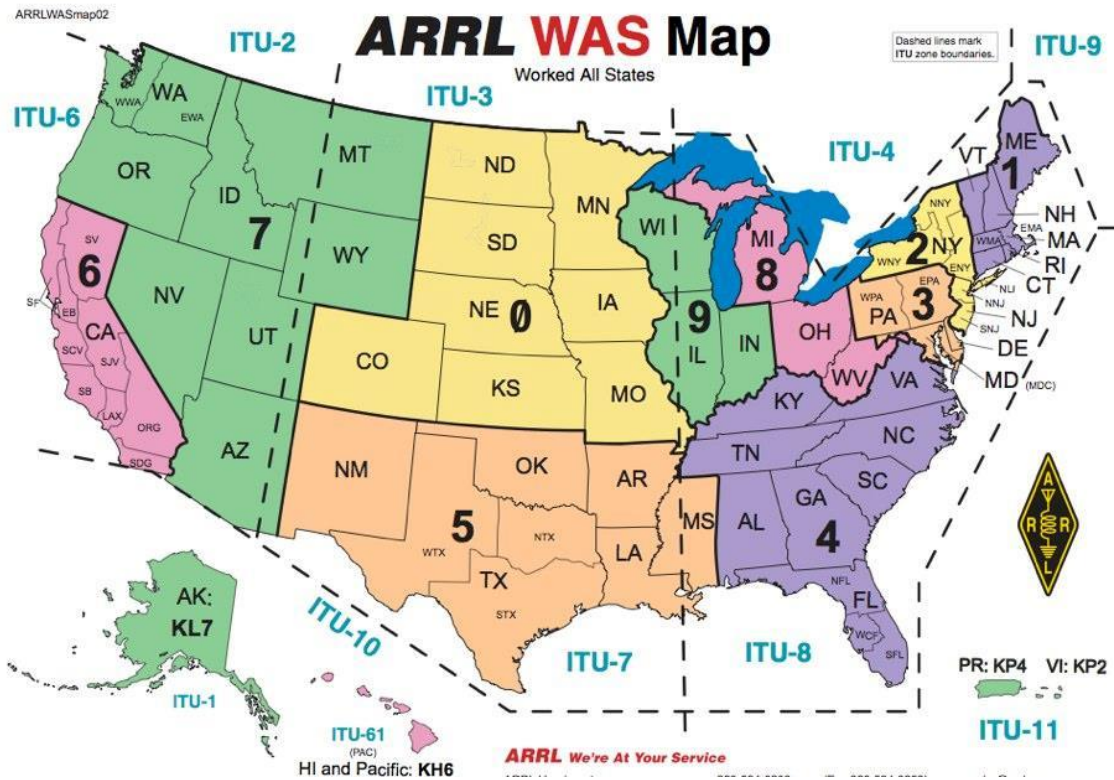 ARRLWASmap02
ARRL WAS Map
Worked All States
Dashed lines mark
ITU zone boundaries.
ITU-2
ITU-3
ITU-4
ITU-9
ITU-6
WA
WWA
EWA
OR
ID
MT
WY
7
NV
UT
AZ
SV
6
SF
EB
CA
SCV
SJV
SB
LAX
ORG
SDG
ND
SD
NE
0
KS
CO
MN
IA
MO
WI
9
IL
IN
MI
8
OH
WV
NM
OK
AR
5
WTX
NTX
TX
STX
LA
MS
KY
VA
TN
NC
SC
AL
GA
4
NFL
FL
WCF
SFL
ME
1
VT
NH
EMA
MA
WMA
RI
CT
NNY
2
NY
WNY
ENY
NLI
NNJ
NJ
SNJ
EPA
WPA
3
PA
DE
MD (MDC)
A
R R
L
AK:
KL7
ITU-1
ITU-10
ITU-7
ITU-8
PR: KP4 VI: KP2
ITU-11
ITU-61
(PAC)
HI and Pacific: KH6
ARRL We're At Your Service